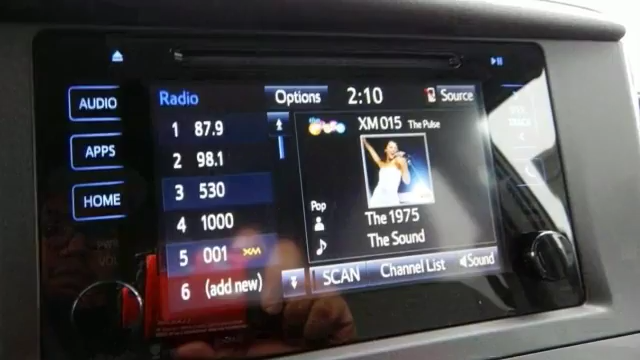 AUDIO
APPS
HOME
Radio
Options
2:10
Source
1 87.9
2 98.1
3 530
4 1000
5 001 XM
6 (add new)
XM 015 The Pulse
Pop
The 1975
The Sound
SCAN
Channel List
Sound
TRACK